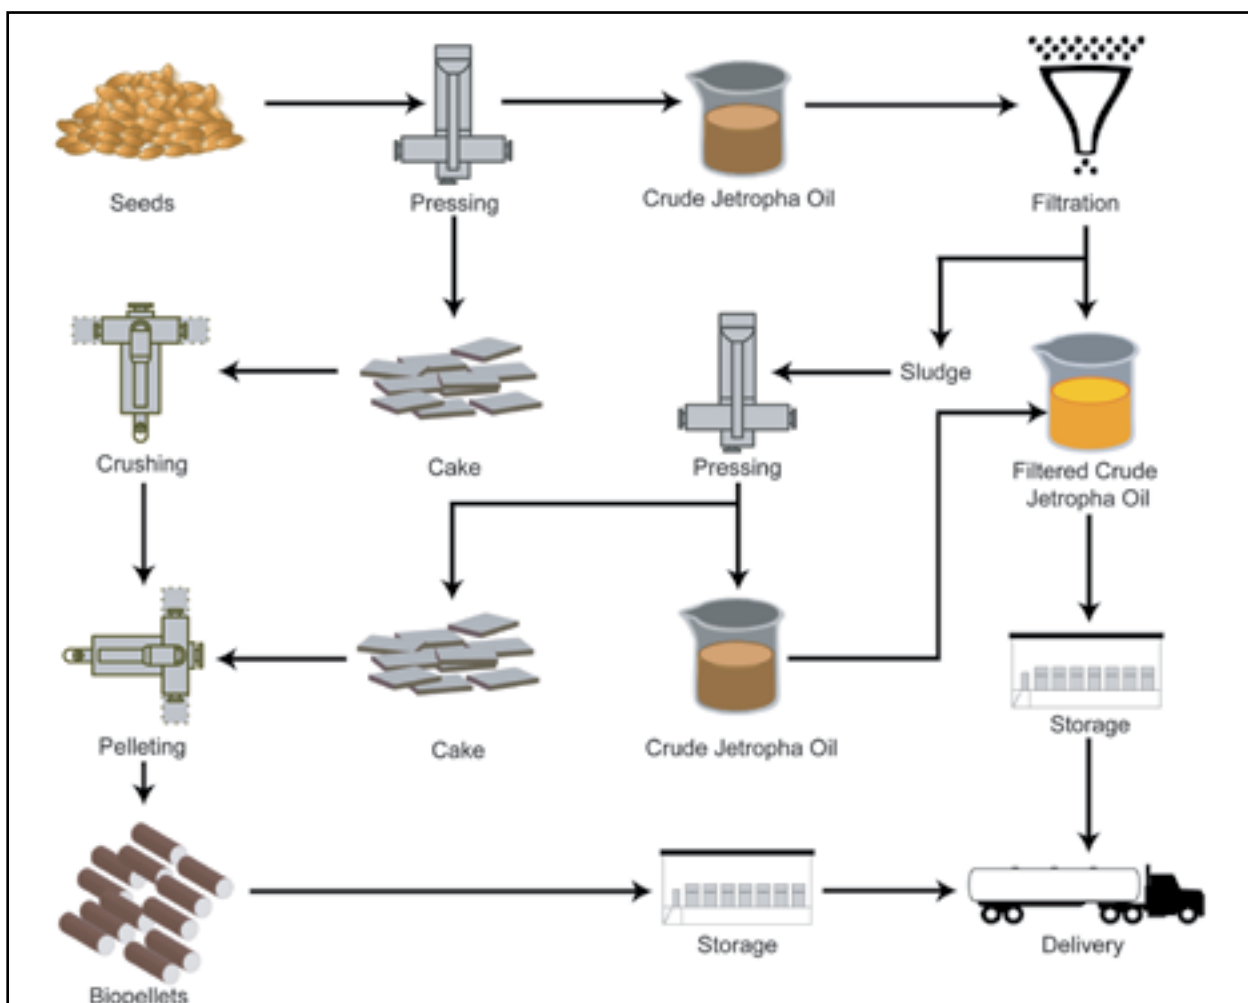 Seeds
Pressing
Crude Jetropha Oil
Filtration
Sludge
Crushing
Cake
Pressing
Filtered Crude
Jetropha Oil
Pelleting
Cake
Crude Jetropha Oil
Storage
Biopellets
Storage
Delivery